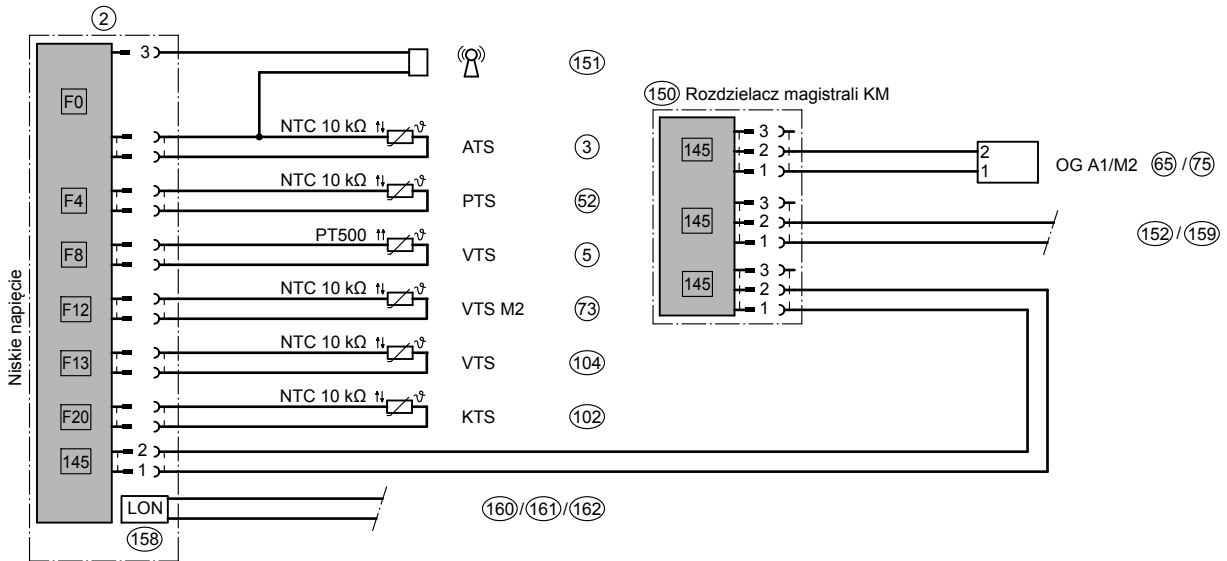 2
3
151
F0
150 Rozdzielacz magistrali KM
NTC 10 kΩ ϑ
ATS 3
145 3
2
1
2
1
OG A1/M2 65 / 75
F4 NTC 10 kΩ ϑ
PTS 52
145 3
2
1
152 / 159
F8 PT500 ϑ
VTS 5
145 3
2
1
Niskie napięcie
F12 NTC 10 kΩ ϑ
VTS M2 73
F13 NTC 10 kΩ ϑ
VTS 104
F20 NTC 10 kΩ ϑ
KTS 102
145 2
1
LON 160/161/162
158